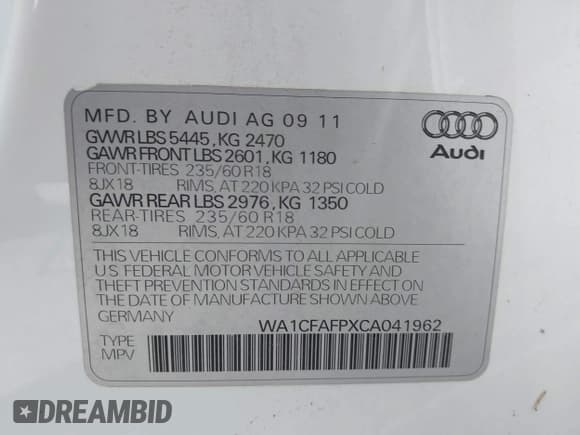 MFD. BY AUDI AG 09 11
GVWR LBS 5445, KG 2470
GAWR FRONT LBS 2601, KG 1180
FRONT-TIRES 235/60 R18
8JX18 RIMS, AT 220 KPA 32 PSI COLD
GAWR REAR LBS 2976, KG 1350
REAR-TIRES 235/60 R18
8JX18 RIMS, AT 220 KPA 32 PSI COLD
Audi
THIS VEHICLE CONFORMS TO ALL APPLICABLE
U.S. FEDERAL MOTOR VEHICLE SAFETY AND
THEFT PREVENTION STANDARDS IN EFFECT ON
THE DATE OF MANUFACTURE SHOWN ABOVE.
GERMANY
WA1CFAFPXCA041962
TYPE
MPV
DREAMBID